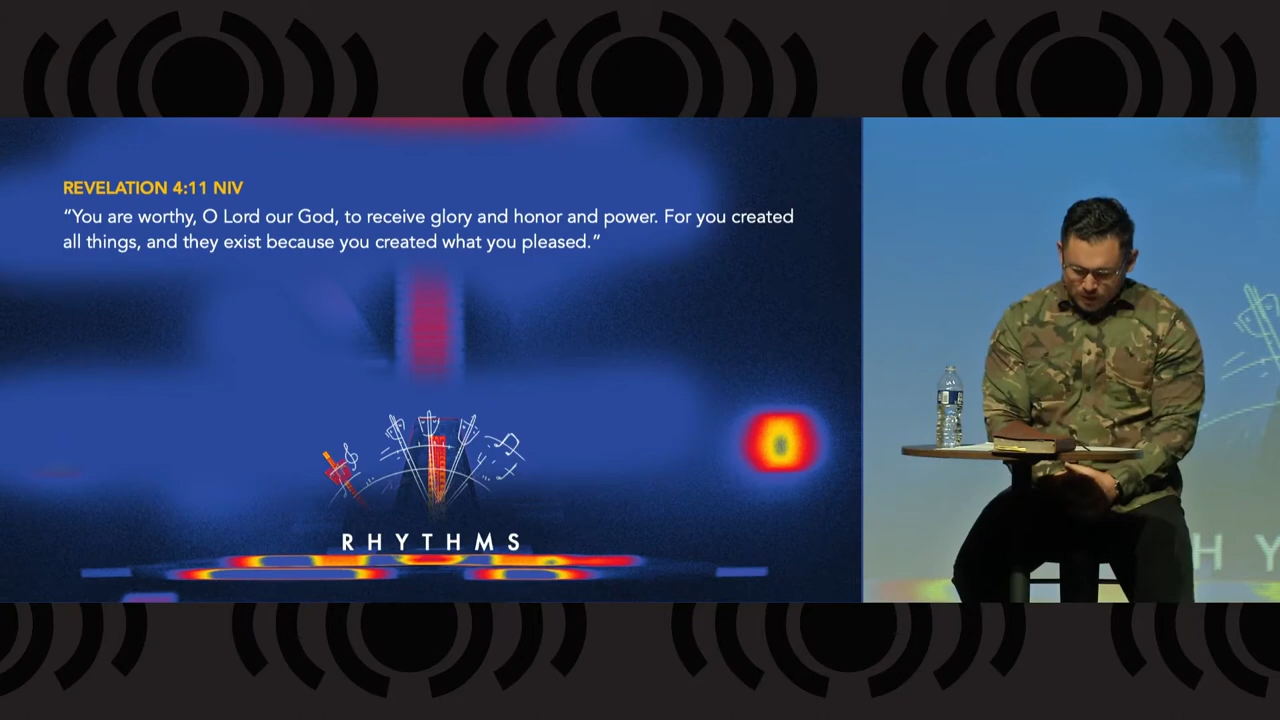 REVELATION 4:11 NIV
“You are worthy, O Lord our God, to receive glory and honor and power. For you created
all things, and they exist because you created what you pleased.”
RHYTHMS
H Y